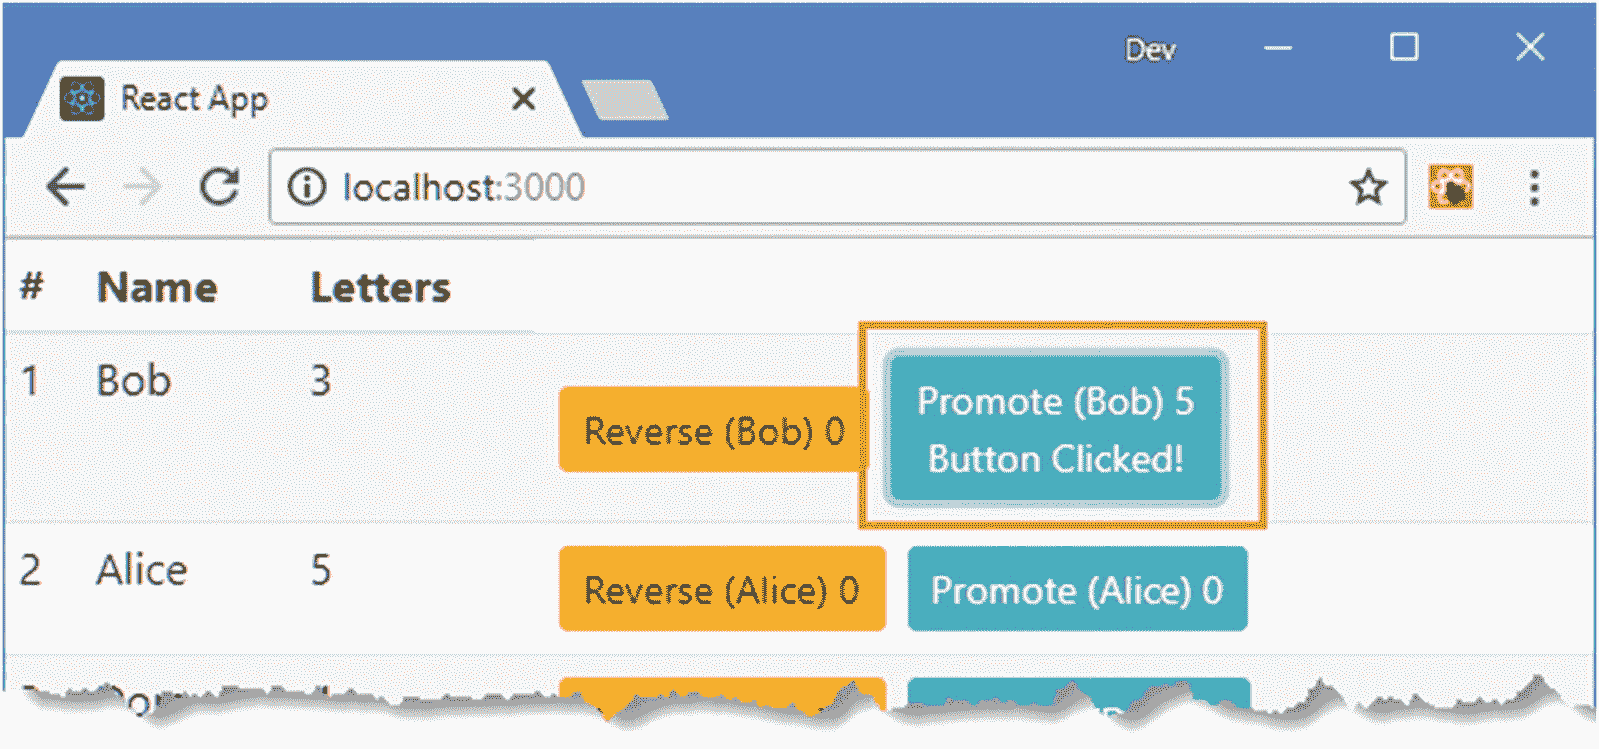 Dev
React App
localhost:3000
# Name Letters
1 Bob 3 Reverse (Bob) 0 Promote (Bob) 5
Button Clicked!
2 Alice 5 Reverse (Alice) 0 Promote (Alice) 0